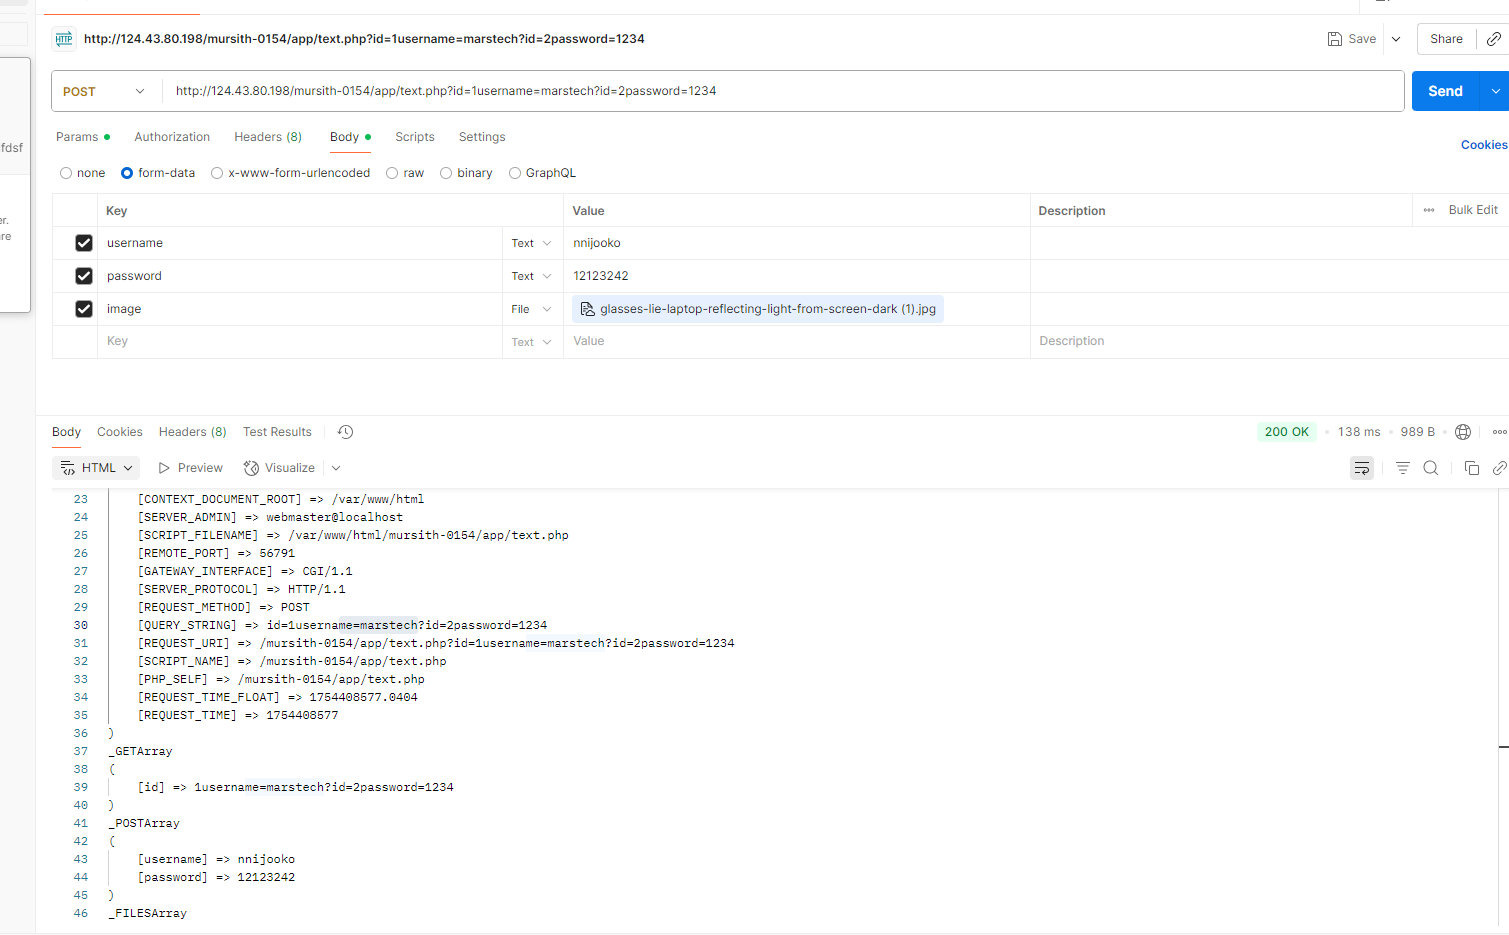 HTTP http://124.43.80.198/mursith-0154/app/text.php?id=1username=marstech?id=2password=1234 Save Share
POST http://124.43.80.198/mursith-0154/app/text.php?id=1username=marstech?id=2password=1234 Send
Params Authorization Headers (8) Body Scripts Settings Cookies
fdsf
none form-data x-www-form-urlencoded raw binary GraphQL
Key Value Description Bulk Edit
er.
re
username Text nnijooko
password Text 12123242
image File glasses-lie-laptop-reflecting-light-from-screen-dark (1).jpg
Key Text Value Description
Body Cookies Headers (8) Test Results 200 OK 138 ms 989 B
HTML Preview Visualize
23 [CONTEXT_DOCUMENT_ROOT] => /var/www/html
24 [SERVER_ADMIN] => webmaster@localhost
25 [SCRIPT_FILENAME] => /var/www/html/mursith-0154/app/text.php
26 [REMOTE_PORT] => 56791
27 [GATEWAY_INTERFACE] => CGI/1.1
28 [SERVER_PROTOCOL] => HTTP/1.1
29 [REQUEST_METHOD] => POST
30 [QUERY_STRING] => id=1username=marstech?id=2password=1234
31 [REQUEST_URI] => /mursith-0154/app/text.php?id=1username=marstech?id=2password=1234
32 [SCRIPT_NAME] => /mursith-0154/app/text.php
33 [PHP_SELF] => /mursith-0154/app/text.php
34 [REQUEST_TIME_FLOAT] => 1754408577.0404
35 [REQUEST_TIME] => 1754408577
36 )
37 _GETArray
38 (
39 [id] => 1username=marstech?id=2password=1234
40 )
41 _POSTArray
42 (
43 [username] => nnijooko
44 [password] => 12123242
45 )
46 _FILESArray